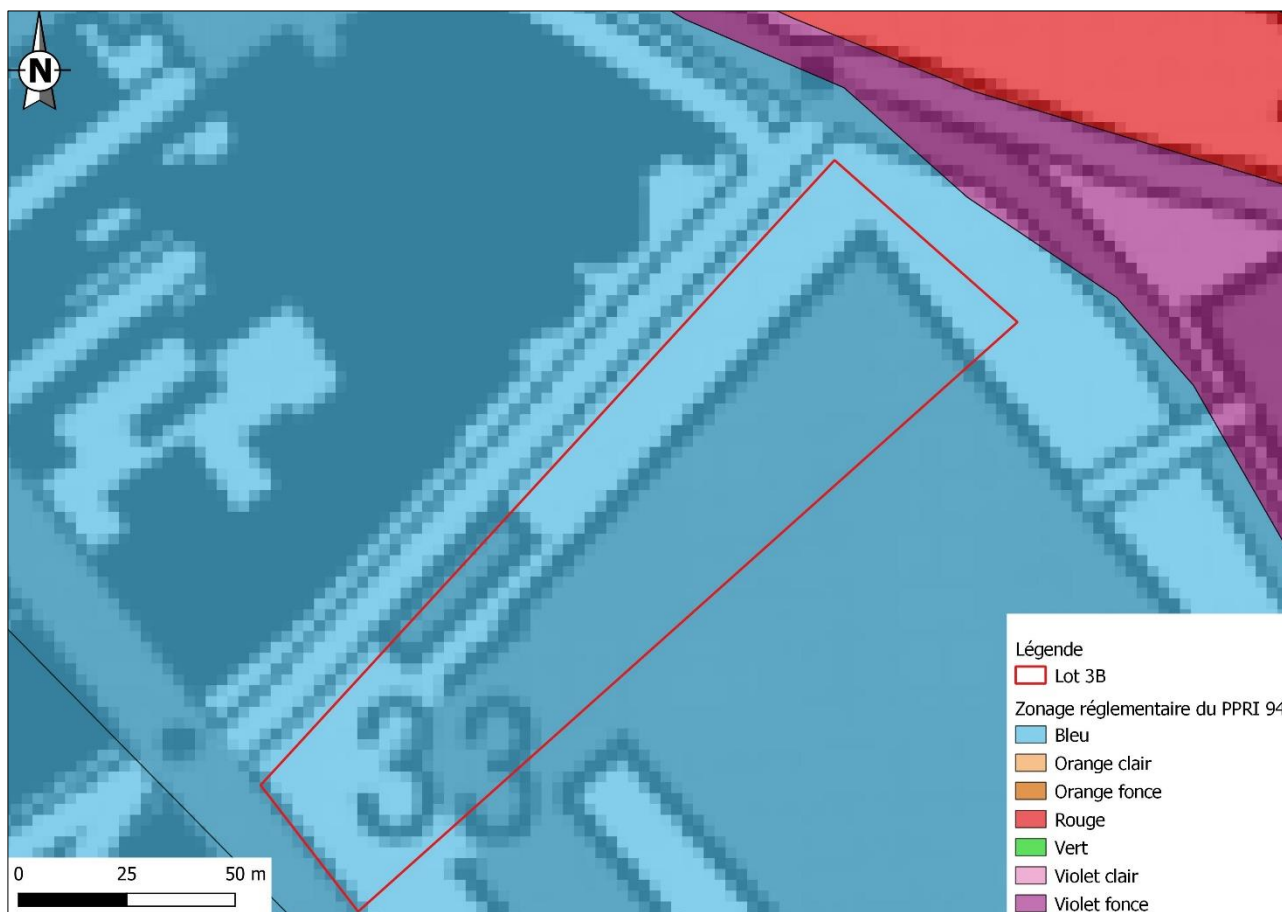 N
33
Légende
Lot 3B
Zonage réglementaire du PPRI 94
Bleu
Orange clair
Orange fonce
Rouge
Vert
Violet clair
Violet fonce
0 25 50 m